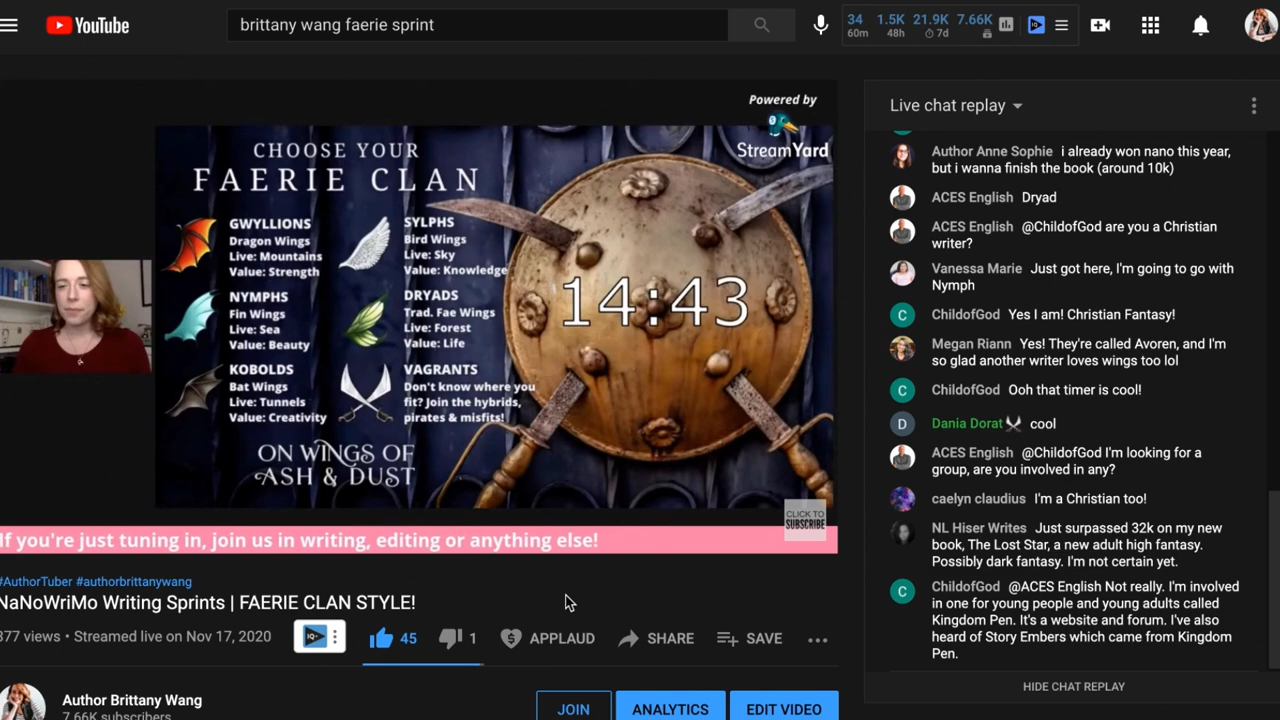 YouTube
brittany wang faerie sprint
34 1.5K 21.9K 7.66K
60m 48h 7d
Powered by
StreamYard
CHOOSE YOUR
FAERIE CLAN
GWYLLIONS
Dragon Wings
Live: Mountains
Value: Strength
SYLPHS
Bird Wings
Live: Sky
Value: Knowledge
NYMPHS
Fin Wings
Live: Sea
Value: Beauty
DRYADS
Trad. Fae Wings
Live: Forest
Value: Life
KOBOLDS
Bat Wings
Live: Tunnels
Value: Creativity
VAGRANTS
Don't know where you
fit? Join the hybrids,
pirates & misfits!
ON WINGS OF
ASH & DUST
14:43
CLICK TO
SUBSCRIBE
If you're just tuning in, join us in writing, editing or anything else!
#AuthorTuber #authorbrittanywang
NaNoWriMo Writing Sprints | FAERIE CLAN STYLE!
377 views • Streamed live on Nov 17, 2020
IQ
45
1
APPLAUD
SHARE
SAVE
Author Brittany Wang
7.66K subscribers
JOIN
ANALYTICS
EDIT VIDEO
Live chat replay
Author Anne Sophie i already won nano this year,
but i wanna finish the book (around 10k)
ACES English Dryad
ACES English @ChildofGod are you a Christian
writer?
Vanessa Marie Just got here, I'm going to go with
Nymph
C ChildofGod Yes I am! Christian Fantasy!
Megan Riann Yes! They're called Avoren, and I'm
so glad another writer loves wings too lol
C ChildofGod Ooh that timer is cool!
D Dania Dorat cool
ACES English @ChildofGod I'm looking for a
group, are you involved in any?
caelyn claudius I'm a Christian too!
NL Hiser Writes Just surpassed 32k on my new
book, The Lost Star, a new adult high fantasy.
Possibly dark fantasy. I'm not certain yet.
C ChildofGod @ACES English Not really. I'm involved
in one for young people and young adults called
Kingdom Pen. It's a website and forum. I've also
heard of Story Embers which came from Kingdom
Pen.
HIDE CHAT REPLAY